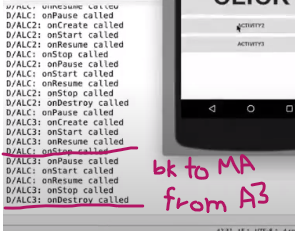 D/ALC: onResume called
D/ALC: onPause called
D/ALC2: onCreate called
D/ALC2: onStart called
D/ALC2: onResume called
D/ALC: onStop called
D/ALC2: onPause called
D/ALC: onStart called
D/ALC: onResume called
D/ALC2: onStop called
D/ALC2: onDestroy called
D/ALC: onPause called
D/ALC3: onCreate called
D/ALC3: onStart called
D/ALC3: onResume called
D/ALC: onStop called
D/ALC3: onPause called
D/ALC: onStart called
D/ALC: onResume called
D/ALC3: onStop called
D/ALC3: onDestroy called
CLICK
ACTIVITY2
ACTIVITY3
bk to MA
from A3